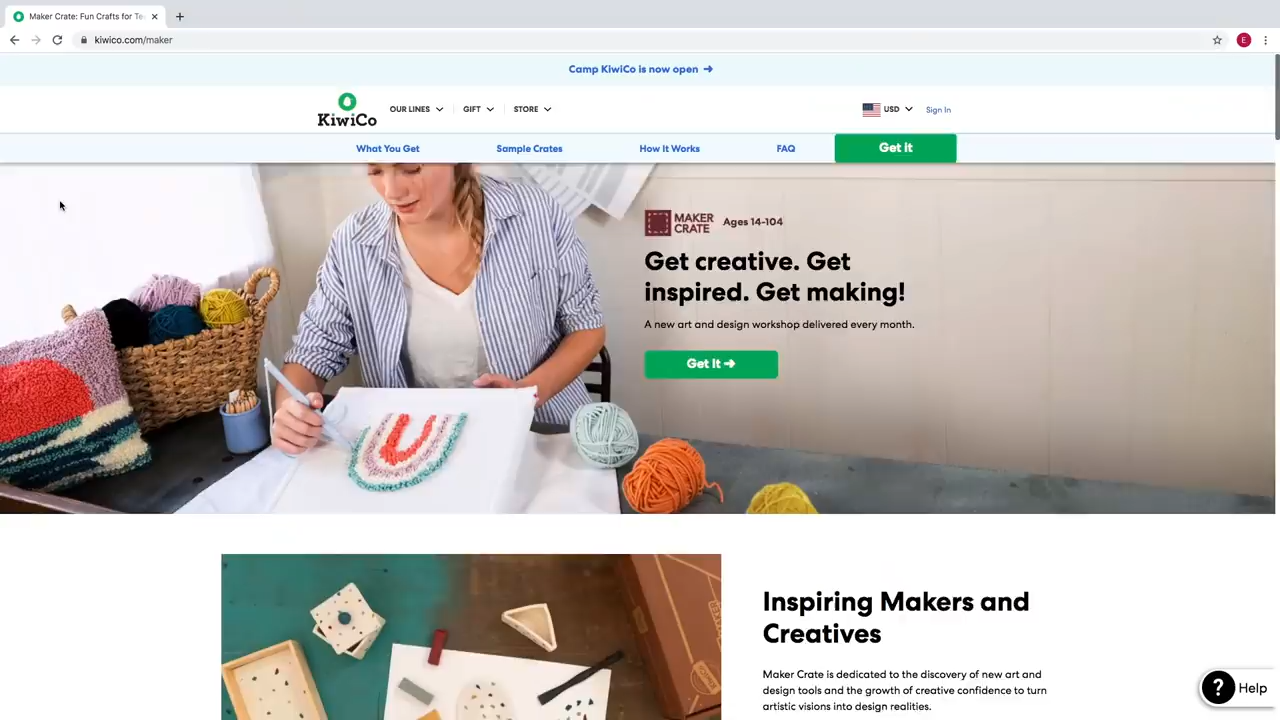 Maker Crate: Fun Crafts for Te
kiwico.com/maker
E
Camp KiwiCo is now open →
KiwiCo
OUR LINES
GIFT
STORE
USD
Sign In
What You Get
Sample Crates
How It Works
FAQ
Get it
MAKER
CRATE
Ages 14-104
Get creative. Get
inspired. Get making!
A new art and design workshop delivered every month.
Get It →
Inspiring Makers and
Creatives
Maker Crate is dedicated to the discovery of new art and
design tools and the growth of creative confidence to turn
artistic visions into design realities.
? Help